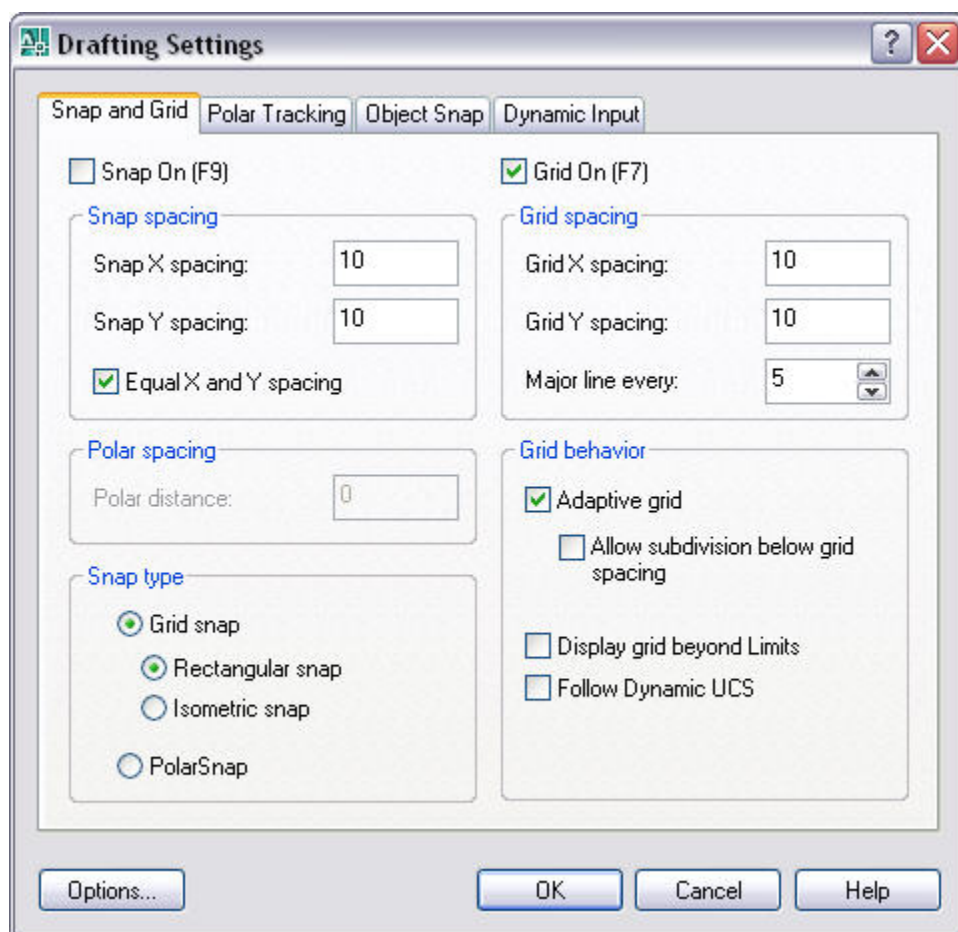 Drafting Settings
Snap and Grid
Polar Tracking
Object Snap
Dynamic Input
Snap On (F9)
Snap spacing
Snap X spacing: 10
Snap Y spacing: 10
Equal X and Y spacing
Polar spacing
Polar distance: 0
Snap type
Grid snap
Rectangular snap
Isometric snap
PolarSnap
Grid On (F7)
Grid spacing
Grid X spacing: 10
Grid Y spacing: 10
Major line every: 5
Grid behavior
Adaptive grid
Allow subdivision below grid
spacing
Display grid beyond Limits
Follow Dynamic UCS
Options...
OK
Cancel
Help